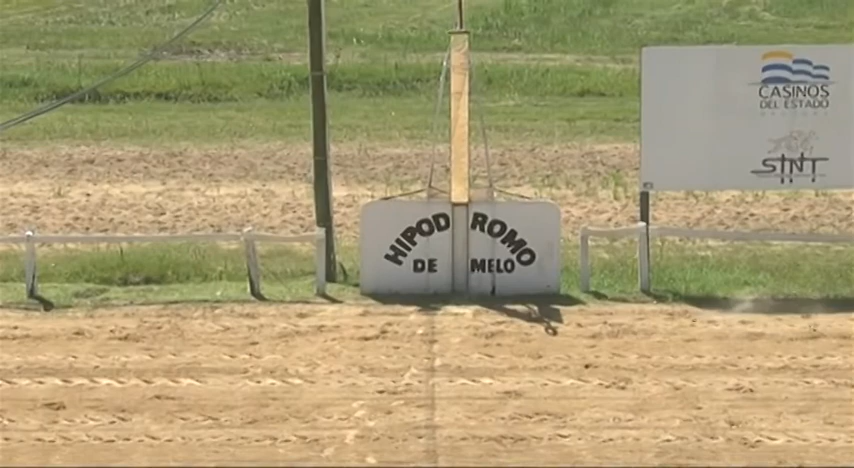 HIPODROMO
DE MELO
CASINOS
DEL ESTADO
SINT